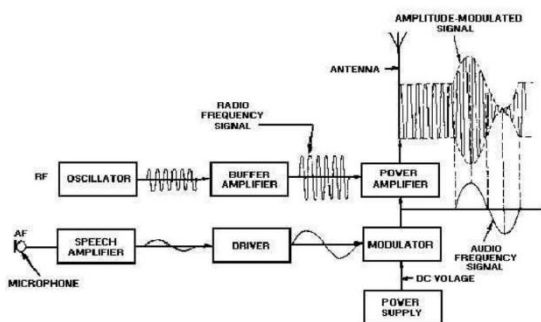 AMPLITUDE-MODULATED
SIGNAL
ANTENNA
RADIO
FREQUENCY
SIGNAL
RF
OSCILLATOR
BUFFER
AMPLIFIER
POWER
AMPLIFIER
AF
SPEECH
AMPLIFIER
DRIVER
MODULATOR
AUDIO
FREQUENCY
SIGNAL
MICROPHONE
DC VOLAGE
POWER
SUPPLY